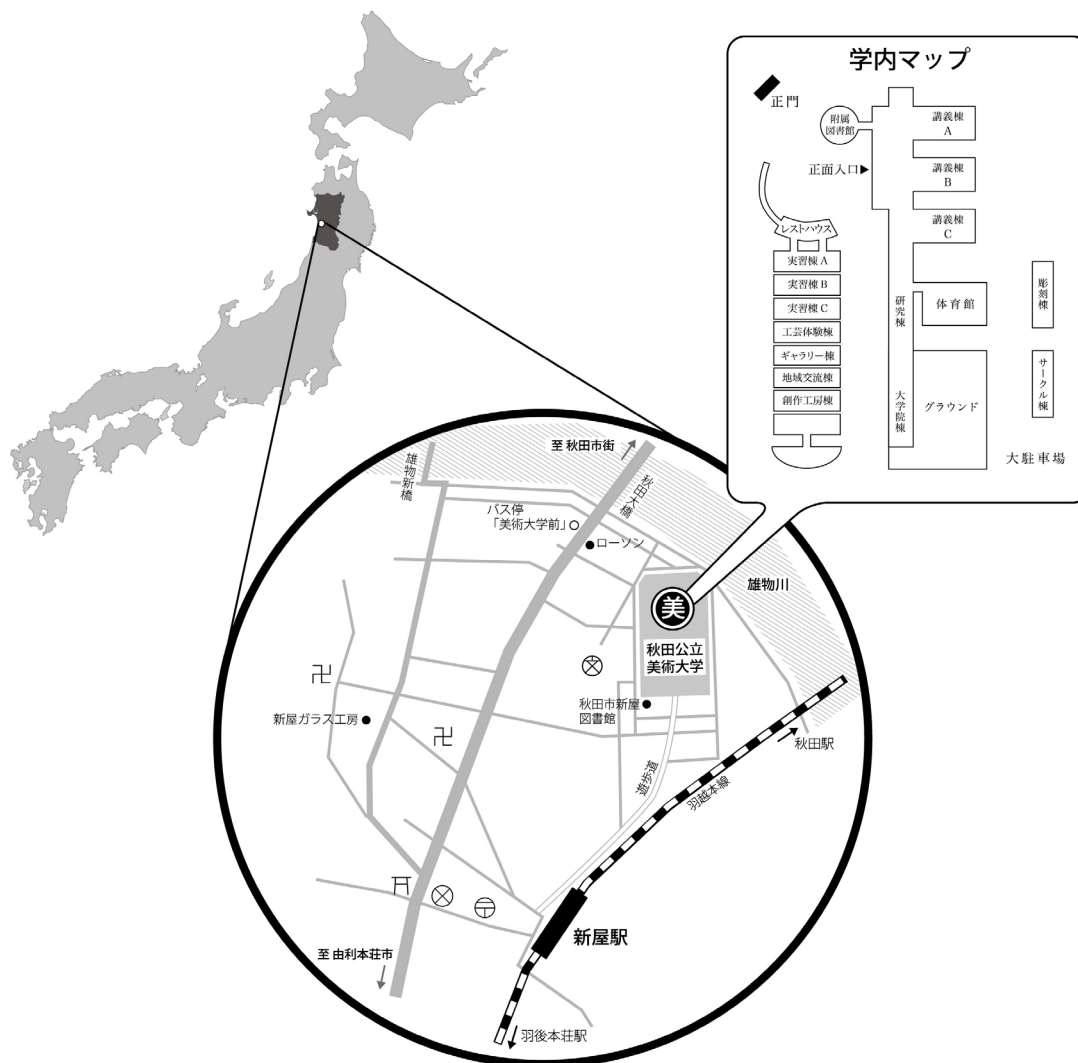 学内マップ
正門
附属
図書館
講義棟
A
正面入口▶
講義棟
B
講義棟
C
レストハウス
実習棟 A
実習棟 B
実習棟 C
工芸体験棟
ギャラリー棟
地域交流棟
創作工房棟
研究棟
大学院棟
体育館
グラウンド
彫刻棟
サークル棟
大駐車場
至 秋田市街
雄物新橋
秋田大橋
バス停
「美術大学前」
ローソン
雄物川
美
秋田公立
美術大学
文
卍
新屋ガラス工房
卍
秋田市新屋
図書館
秋田駅
遊歩道
羽越本線
新屋駅
至 由利本荘市
羽後本荘駅